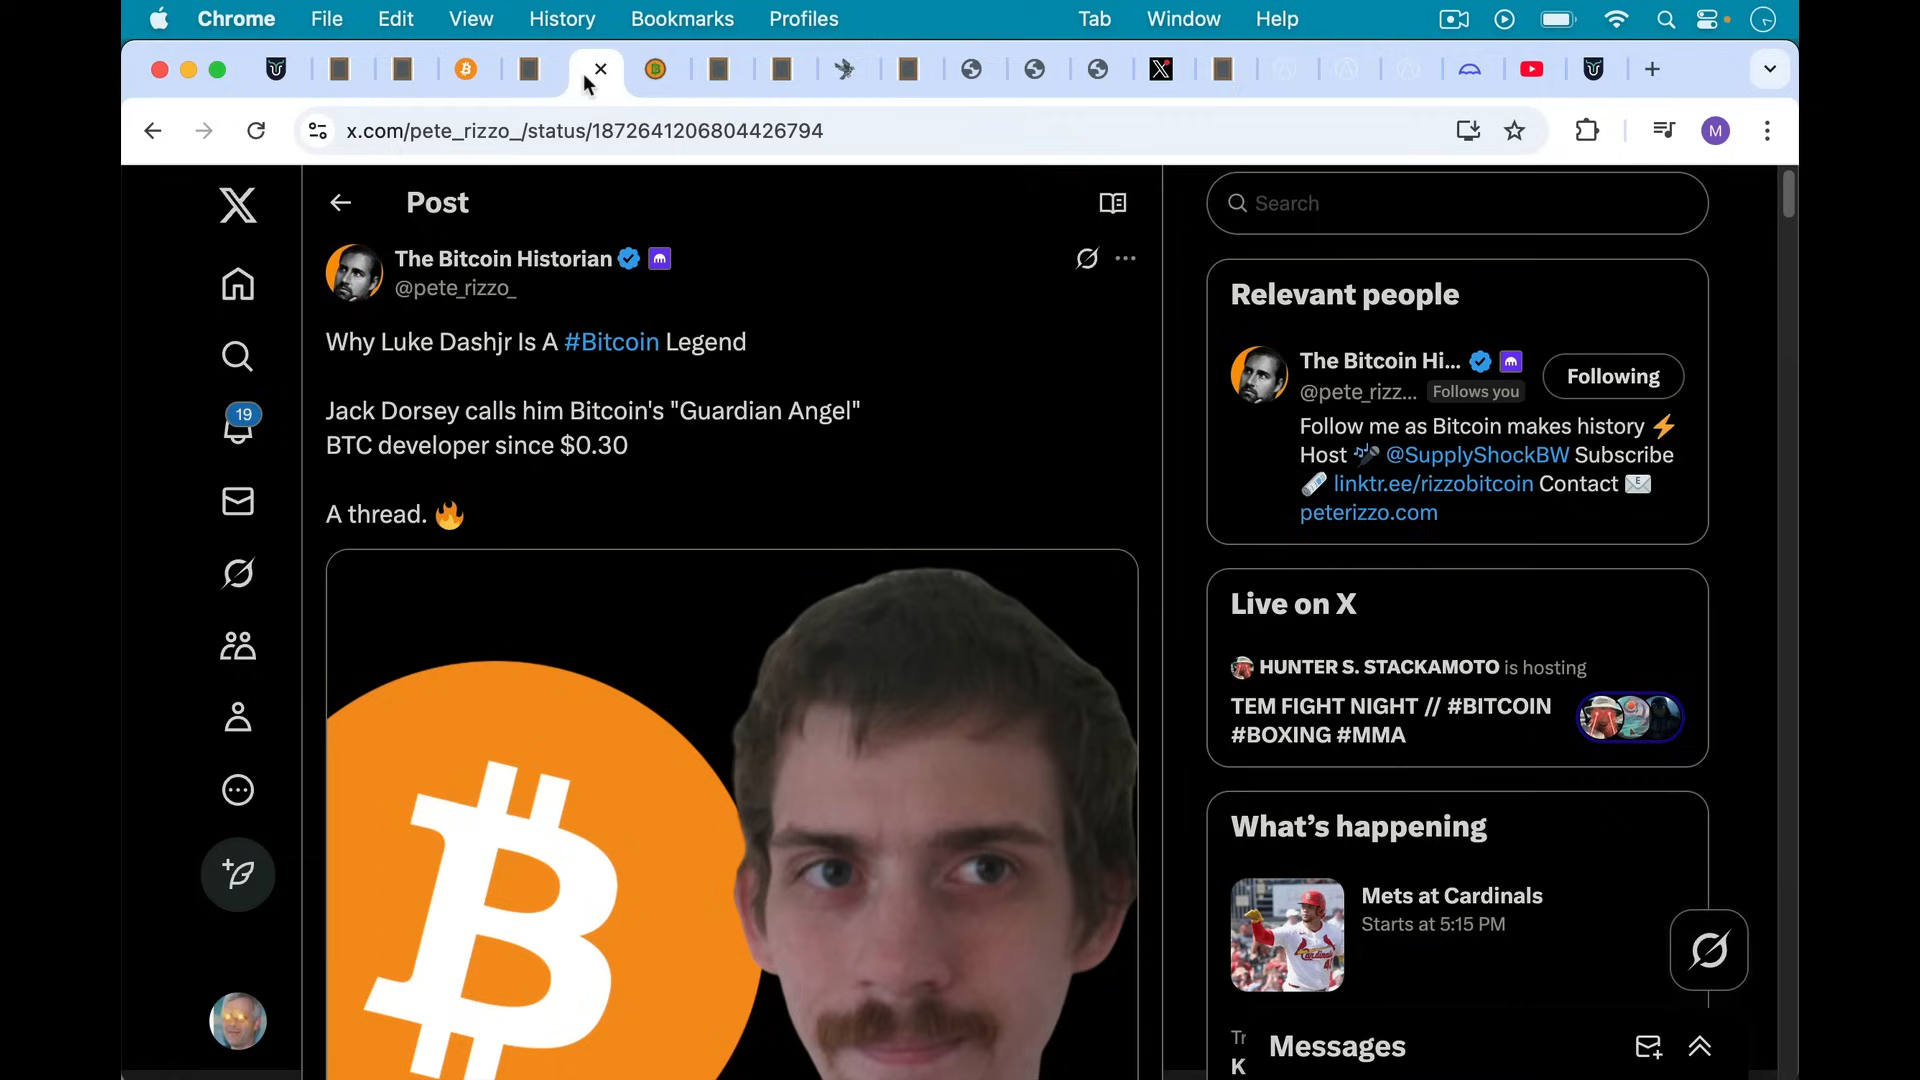 Chrome File Edit View History Bookmarks Profiles Tab Window Help
x.com/pete_rizzo_/status/1872641206804426794
M
Post
Search
The Bitcoin Historian
@pete_rizzo_
Why Luke Dashjr Is A #Bitcoin Legend
Jack Dorsey calls him Bitcoin's "Guardian Angel"
BTC developer since $0.30
A thread. 🔥
19
Relevant people
The Bitcoin Hi...
@pete_rizz... Follows you
Following
Follow me as Bitcoin makes history ⚡
Host 🎤 @SupplyShockBW Subscribe
🗞 linktr.ee/rizzobitcoin Contact 📧
peterizzo.com
Live on X
HUNTER S. STACKAMOTO is hosting
TEM FIGHT NIGHT // #BITCOIN
#BOXING #MMA
What's happening
Mets at Cardinals
Starts at 5:15 PM
Tr
K
Messages